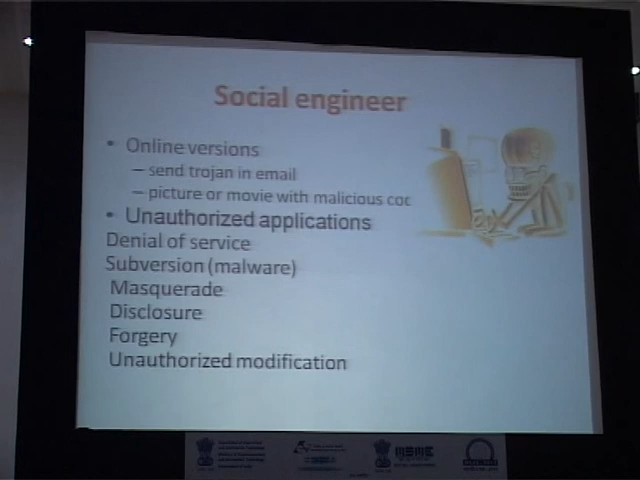 Social engineer
• Online versions
– send trojan in email
– picture or movie with malicious coc
• Unauthorized applications
Denial of service
Subversion (malware)
Masquerade
Disclosure
Forgery
Unauthorized modification